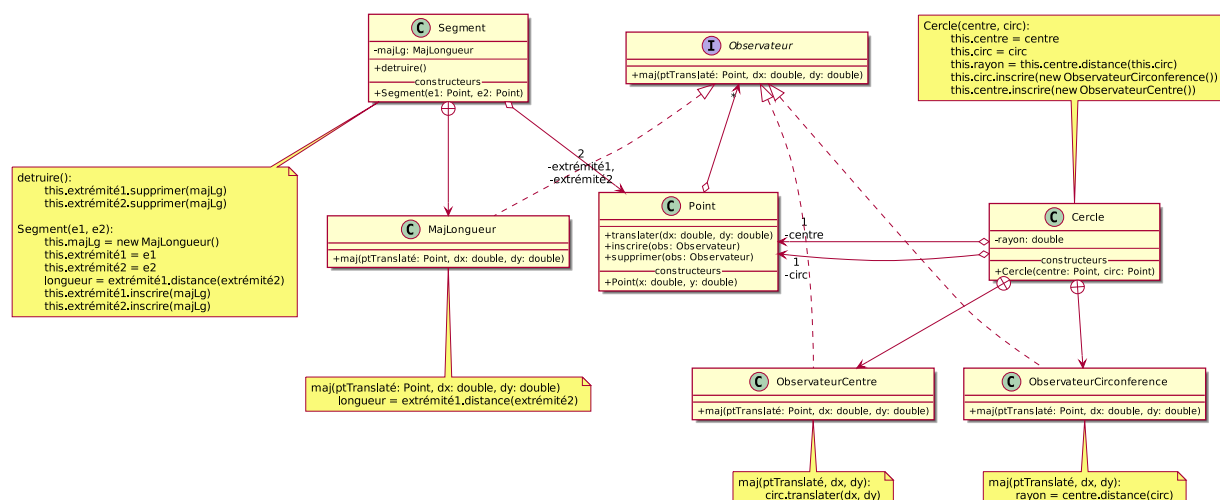 C Segment
-majLg: MajLongueur
+detruire()
constructeurs
+Segment(e1: Point, e2: Point)
I Observateur
+maj(ptTranslaté: Point, dx: double, dy: double)
Cercle(centre, circ):
this.centre = centre
this.circ = circ
this.rayon = this.centre.distance(this.circ)
this.circ.inscrire(new ObservateurCirconference())
this.centre.inscrire(new ObservateurCentre())
*
2
-extrémité1,
-extrémité2
detruire():
this.extrémité1.supprimer(majLg)
this.extrémité2.supprimer(majLg)
Segment(e1, e2):
this.majLg = new MajLongueur()
this.extrémité1 = e1
this.extrémité2 = e2
longueur = extrémité1.distance(extrémité2)
this.extrémité1.inscrire(majLg)
this.extrémité2.inscrire(majLg)
C MajLongueur
+maj(ptTranslaté: Point, dx: double, dy: double)
C Point
+translater(dx: double, dy: double)
+inscrire(obs: Observateur)
+supprimer(obs: Observateur)
constructeurs
+Point(x: double, y: double)
1
-centre
1
-circ
C Cercle
-rayon: double
constructeurs
+Cercle(centre: Point, circ: Point)
maj(ptTranslaté: Point, dx: double, dy: double)
longueur = extrémité1.distance(extrémité2)
C ObservateurCentre
+maj(ptTranslaté: Point, dx: double, dy: double)
C ObservateurCirconference
+maj(ptTranslaté: Point, dx: double, dy: double)
maj(ptTranslaté, dx, dy):
circ.translater(dx, dy)
maj(ptTranslaté, dx, dy):
rayon = centre.distance(circ)